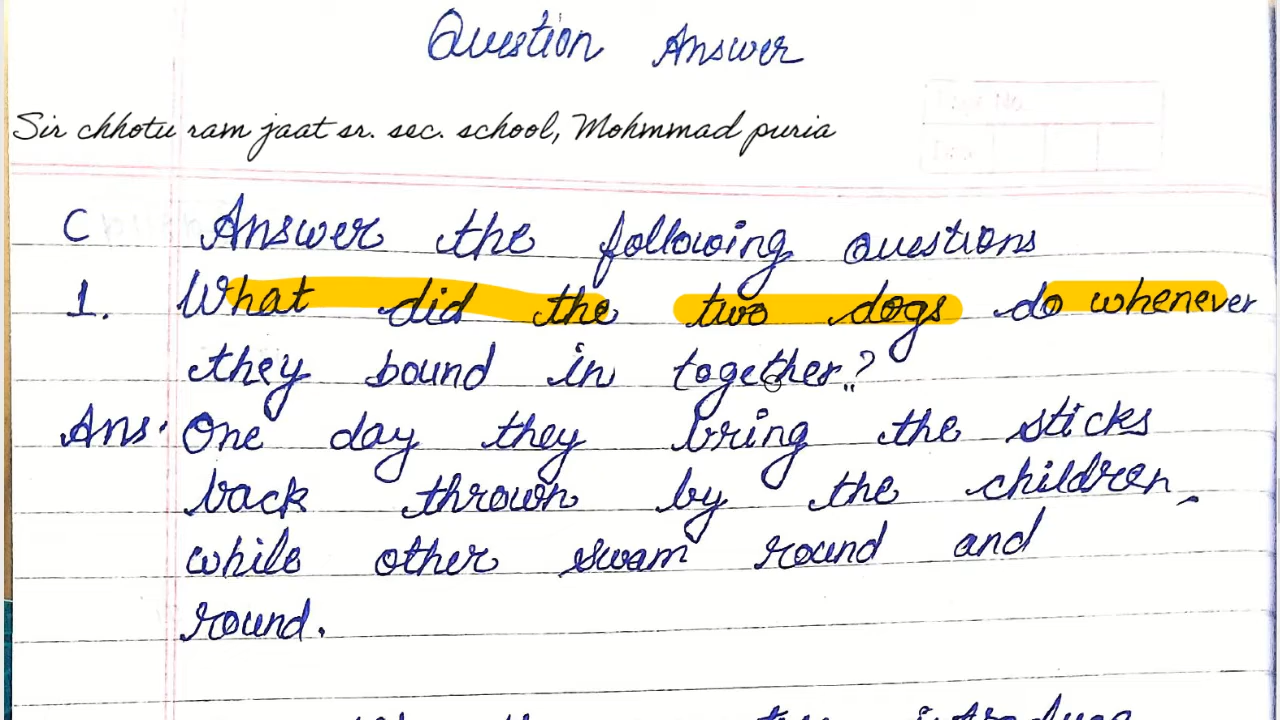 Question Answer
Sir chhotu ram jaat sr. sec. school, Mohmmad puria
C Answer the following questions
1. What did the two dogs do whenever
they bound in together?
Ans. One day they bring the sticks
back thrown by the children
while other swam round and
round.